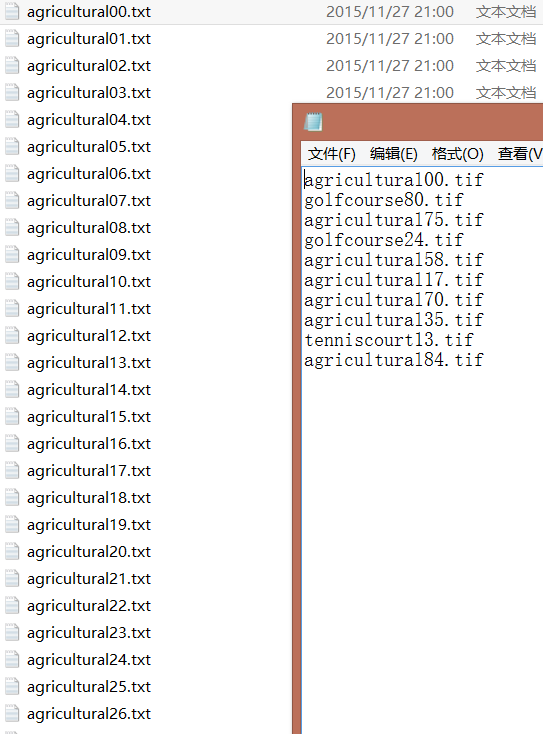 agricultural00.txt 2015/11/27 21:00 文本文档
agricultural01.txt 2015/11/27 21:00 文本文档
agricultural02.txt 2015/11/27 21:00 文本文档
agricultural03.txt 2015/11/27 21:00 文本文档
agricultural04.txt
agricultural05.txt
agricultural06.txt
agricultural07.txt
agricultural08.txt
agricultural09.txt
agricultural10.txt
agricultural11.txt
agricultural12.txt
agricultural13.txt
agricultural14.txt
agricultural15.txt
agricultural16.txt
agricultural17.txt
agricultural18.txt
agricultural19.txt
agricultural20.txt
agricultural21.txt
agricultural22.txt
agricultural23.txt
agricultural24.txt
agricultural25.txt
agricultural26.txt
文件(F) 编辑(E) 格式(O) 查看(V
agricultural00.tif
golfcourse80.tif
agricultural75.tif
golfcourse24.tif
agricultural58.tif
agricultural17.tif
agricultural70.tif
agricultural35.tif
tenniscourt13.tif
agricultural84.tif